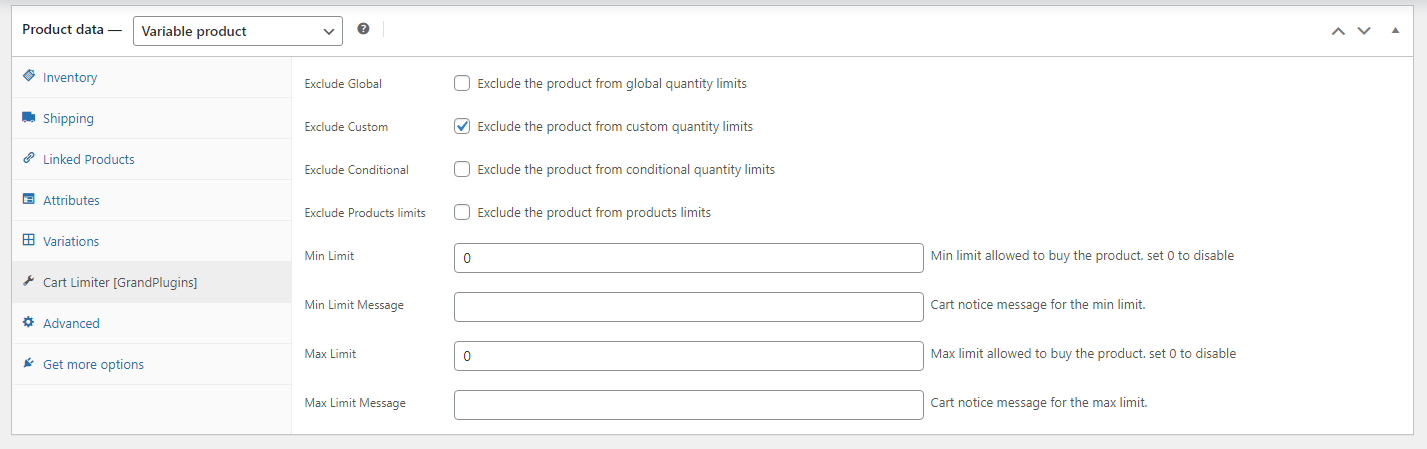 Product data — Variable product
Inventory
Shipping
Linked Products
Attributes
Variations
Cart Limiter [GrandPlugins]
Advanced
Get more options
Exclude Global Exclude the product from global quantity limits
Exclude Custom Exclude the product from custom quantity limits
Exclude Conditional Exclude the product from conditional quantity limits
Exclude Products limits Exclude the product from products limits
Min Limit 0 Min limit allowed to buy the product. set 0 to disable
Min Limit Message Cart notice message for the min limit.
Max Limit 0 Max limit allowed to buy the product. set 0 to disable
Max Limit Message Cart notice message for the max limit.